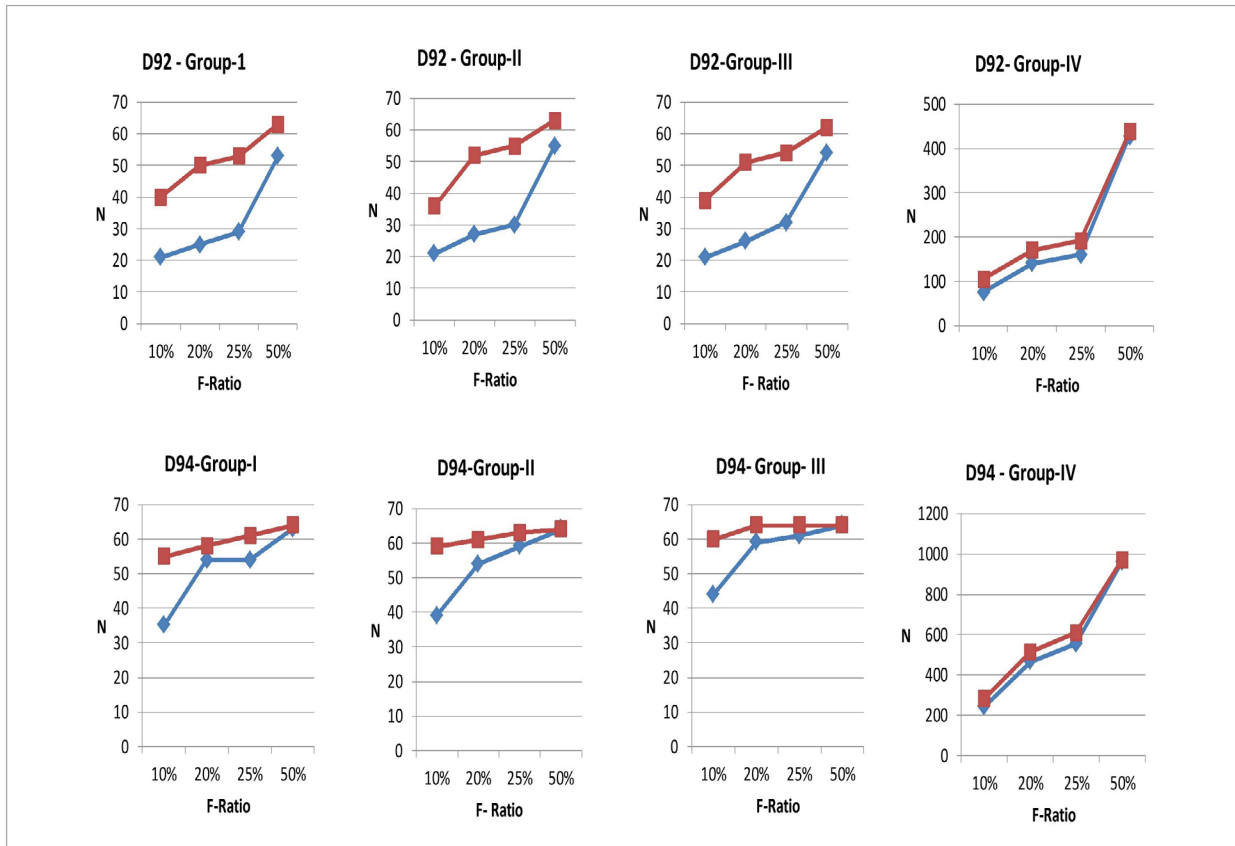 D92 - Group-1
70
60
50
40
30
20
10
0
N
10% 20% 25% 50%
F-Ratio
D92 - Group-II
70
60
50
40
30
20
10
0
N
10% 20% 25% 50%
F-Ratio
D92-Group-III
70
60
50
40
30
20
10
0
N
10% 20% 25% 50%
F- Ratio
D92- Group-IV
500
400
300
200
100
0
N
10% 20% 25% 50%
F-Ratio
D94-Group-I
70
60
50
40
30
20
10
0
N
10% 20% 25% 50%
F-Ratio
D94-Group-II
70
60
50
40
30
20
10
0
N
10% 20% 25% 50%
F- Ratio
D94- Group- III
70
60
50
40
30
20
10
0
N
10% 20% 25% 50%
F-Ratio
D94 - Group-IV
1200
1000
800
600
400
200
0
N
10% 20% 25% 50%
F-Ratio